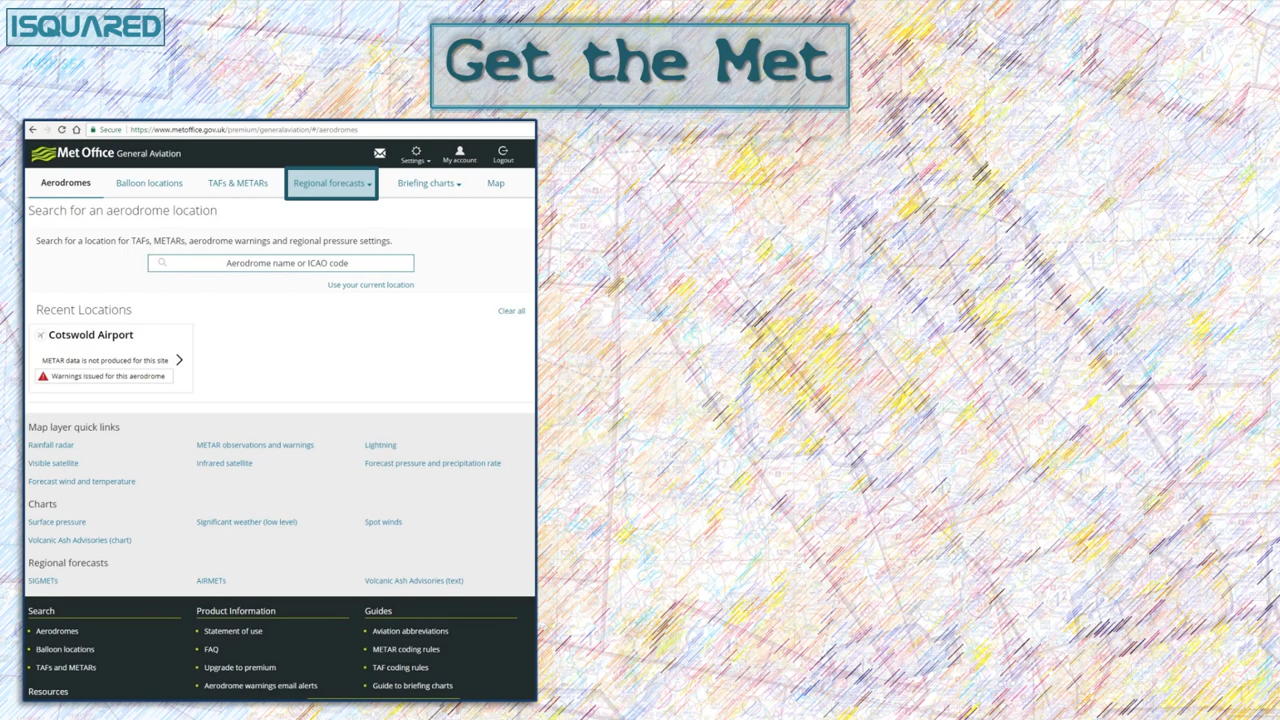 ISQUARED
Get the Met
Secure https://www.metoffice.gov.uk/premium/generalaviation/#/aerodromes
Met Office General Aviation
Settings
My account
Logout
Aerodromes Balloon locations TAFs & METARs Regional forecasts Briefing charts Map
Search for an aerodrome location
Search for a location for TAFs, METARs, aerodrome warnings and regional pressure settings.
Aerodrome name or ICAO code
Use your current location
Recent Locations
Clear all
Cotswold Airport
METAR data is not produced for this site
Warnings issued for this aerodrome
Map layer quick links
Rainfall radar METAR observations and warnings Lightning
Visible satellite Infrared satellite Forecast pressure and precipitation rate
Forecast wind and temperature
Charts
Surface pressure Significant weather (low level) Spot winds
Volcanic Ash Advisories (chart)
Regional forecasts
SIGMETs AIRMETs Volcanic Ash Advisories (text)
Search Product Information Guides
Aerodromes Statement of use Aviation abbreviations
Balloon locations FAQ METAR coding rules
TAFs and METARs Upgrade to premium TAF coding rules
Aerodrome warnings email alerts Guide to briefing charts
Resources